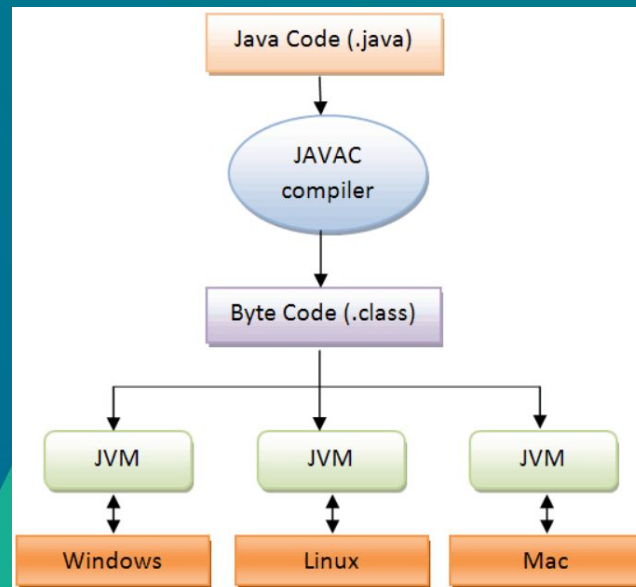 Java Code (.java)
JAVAC
compiler
Byte Code (.class)
JVM
JVM
JVM
Windows
Linux
Mac